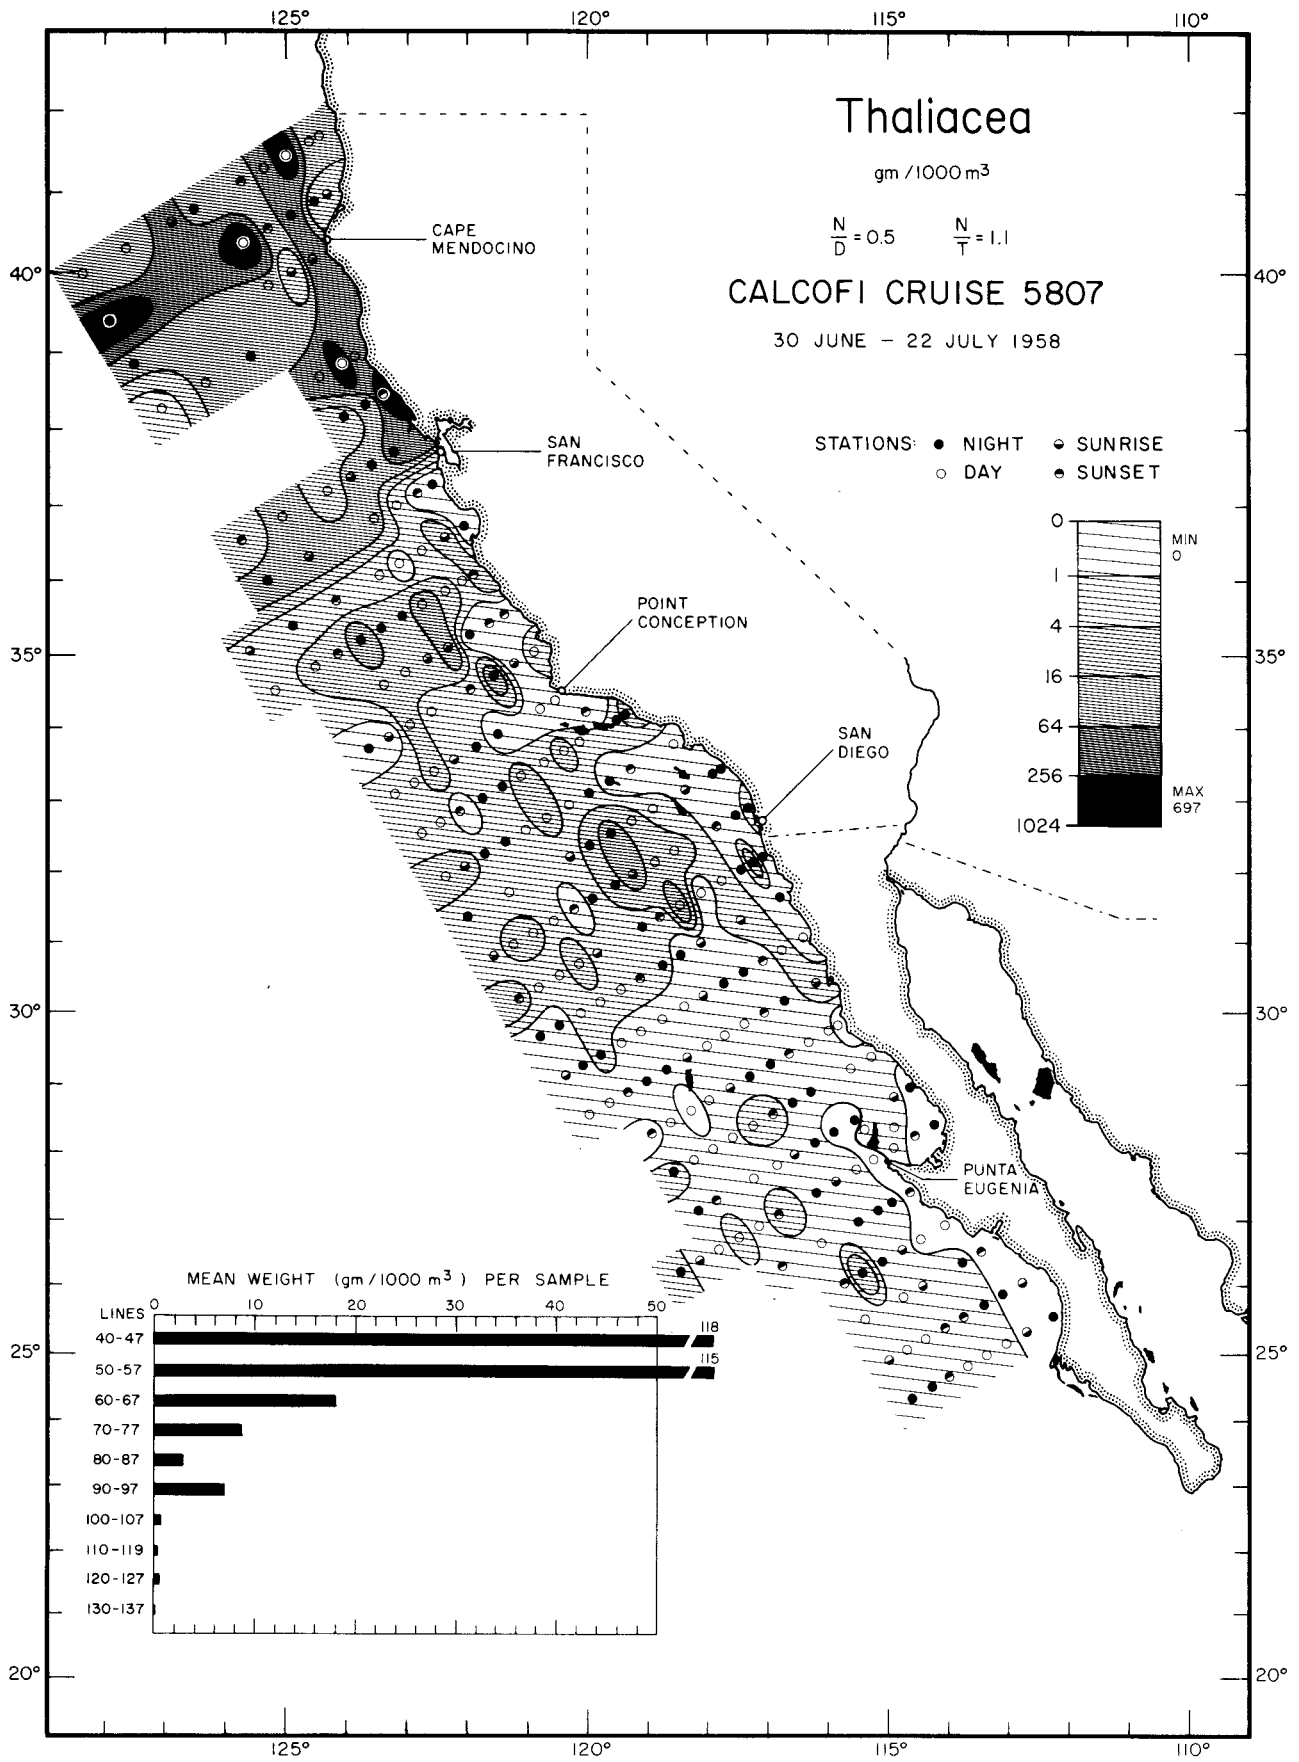 125° 120° 115° 110°
Thaliacea
gm/1000 m³
N/D = 0.5 N/T = 1.1
CALCOFI CRUISE 5807
30 JUNE – 22 JULY 1958
CAPE
MENDOCINO
40° 40°
STATIONS: ● NIGHT ◒ SUNRISE
○ DAY ◓ SUNSET
SAN
FRANCISCO
0
MIN
0
1
4
16
64
256
MAX
697
1024
POINT
CONCEPTION
35° 35°
SAN
DIEGO
30° 30°
PUNTA
EUGENIA
MEAN WEIGHT (gm/1000 m³) PER SAMPLE
LINES 0 10 20 30 40 50
40-47 118
50-57 115
60-67
70-77
80-87
90-97
100-107
110-119
120-127
130-137
25° 25°
20° 20°
125° 120° 115° 110°